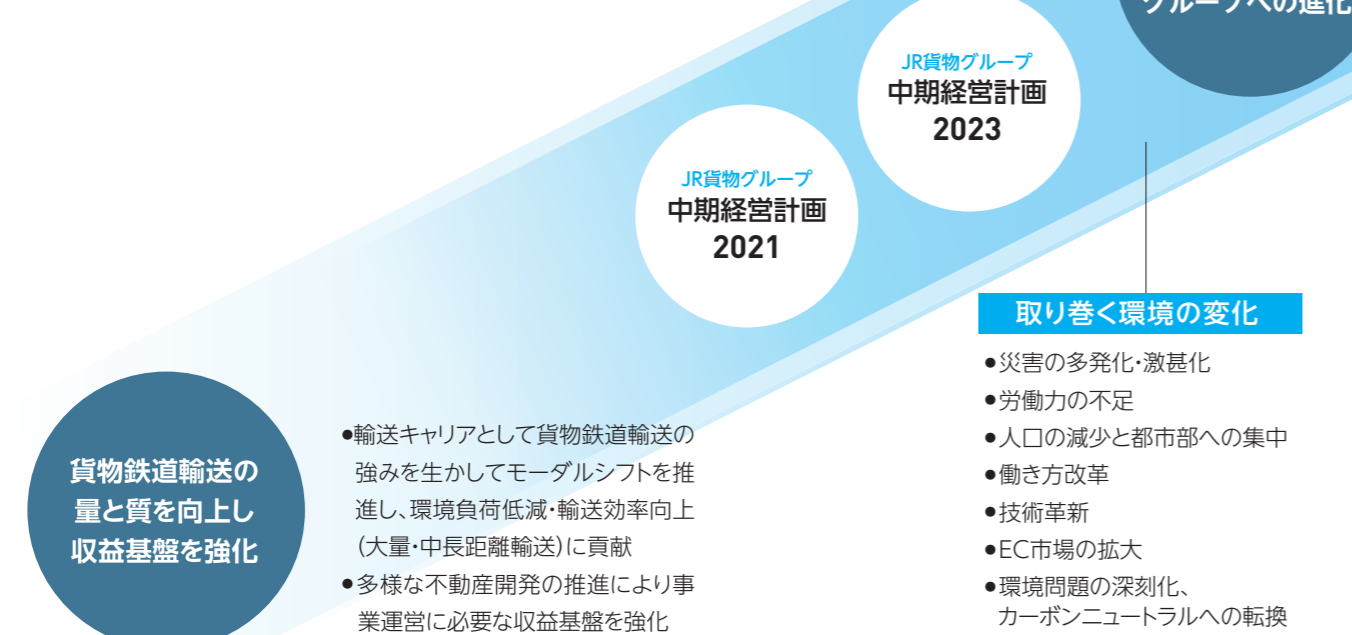 グループへの進化
JR貨物グループ
中期経営計画
2023
JR貨物グループ
中期経営計画
2021
取り巻く環境の変化
●災害の多発化・激甚化
●労働力の不足
●人口の減少と都市部への集中
●働き方改革
●技術革新
●EC市場の拡大
●環境問題の深刻化、
カーボンニュートラルへの転換
貨物鉄道輸送の
量と質を向上し
収益基盤を強化
●輸送キャリアとして貨物鉄道輸送の
強みを生かしてモーダルシフトを推
進し、環境負荷低減・輸送効率向上
(大量・中長距離輸送)に貢献
●多様な不動産開発の推進により事
業運営に必要な収益基盤を強化